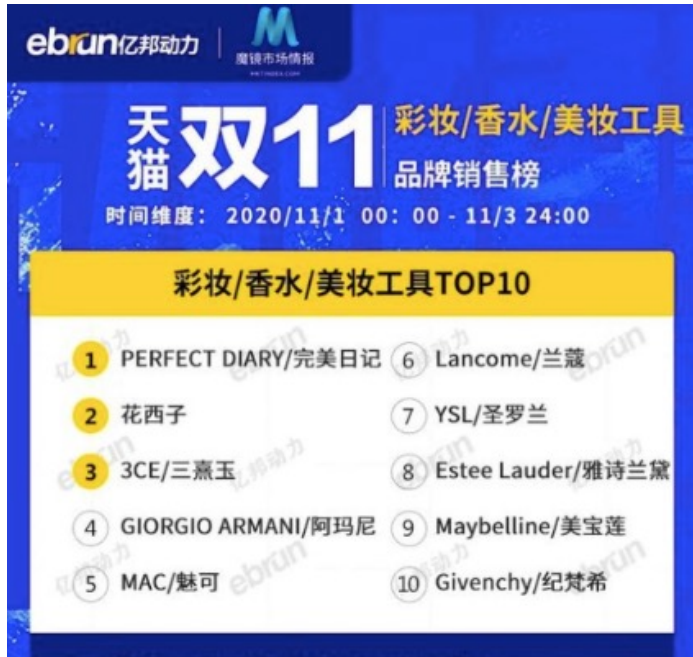 ebrun亿邦动力
魔镜市场情报
天猫
双11
彩妆/香水/美妆工具
品牌销售榜
时间维度： 2020/11/1 00：00 - 11/3 24:00
彩妆/香水/美妆工具TOP10
1 PERFECT DIARY/完美日记
2 花西子
3 3CE/三熹玉
4 GIORGIO ARMANI/阿玛尼
5 MAC/魅可
6 Lancome/兰蔻
7 YSL/圣罗兰
8 Estee Lauder/雅诗兰黛
9 Maybelline/美宝莲
10 Givenchy/纪梵希